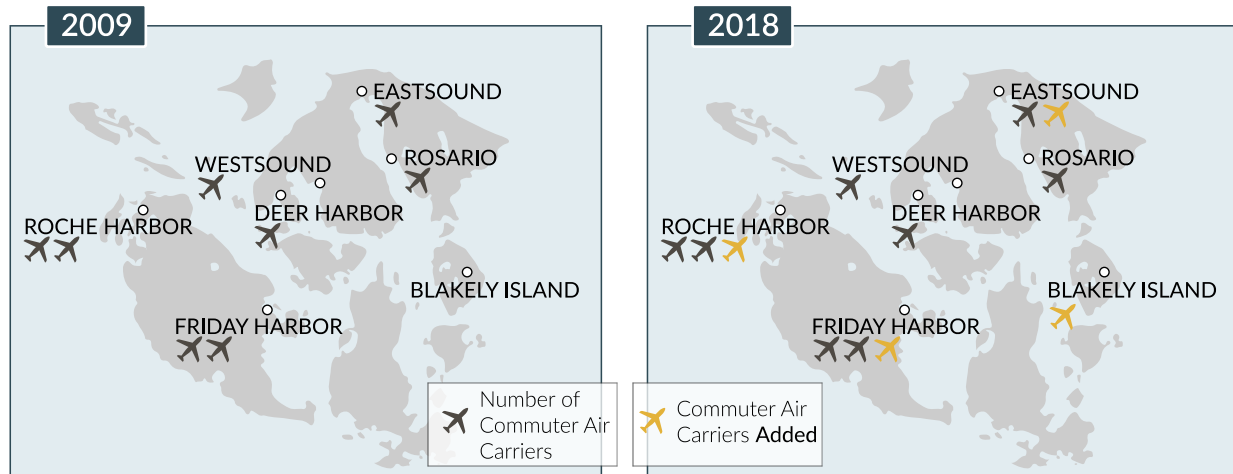 2009
EASTSOUND
ROSARIO
WESTSOUND
DEER HARBOR
ROCHE HARBOR
BLAKELY ISLAND
FRIDAY HARBOR
Number of
Commuter Air
Carriers
2018
EASTSOUND
ROSARIO
WESTSOUND
DEER HARBOR
ROCHE HARBOR
BLAKELY ISLAND
FRIDAY HARBOR
Commuter Air
Carriers Added